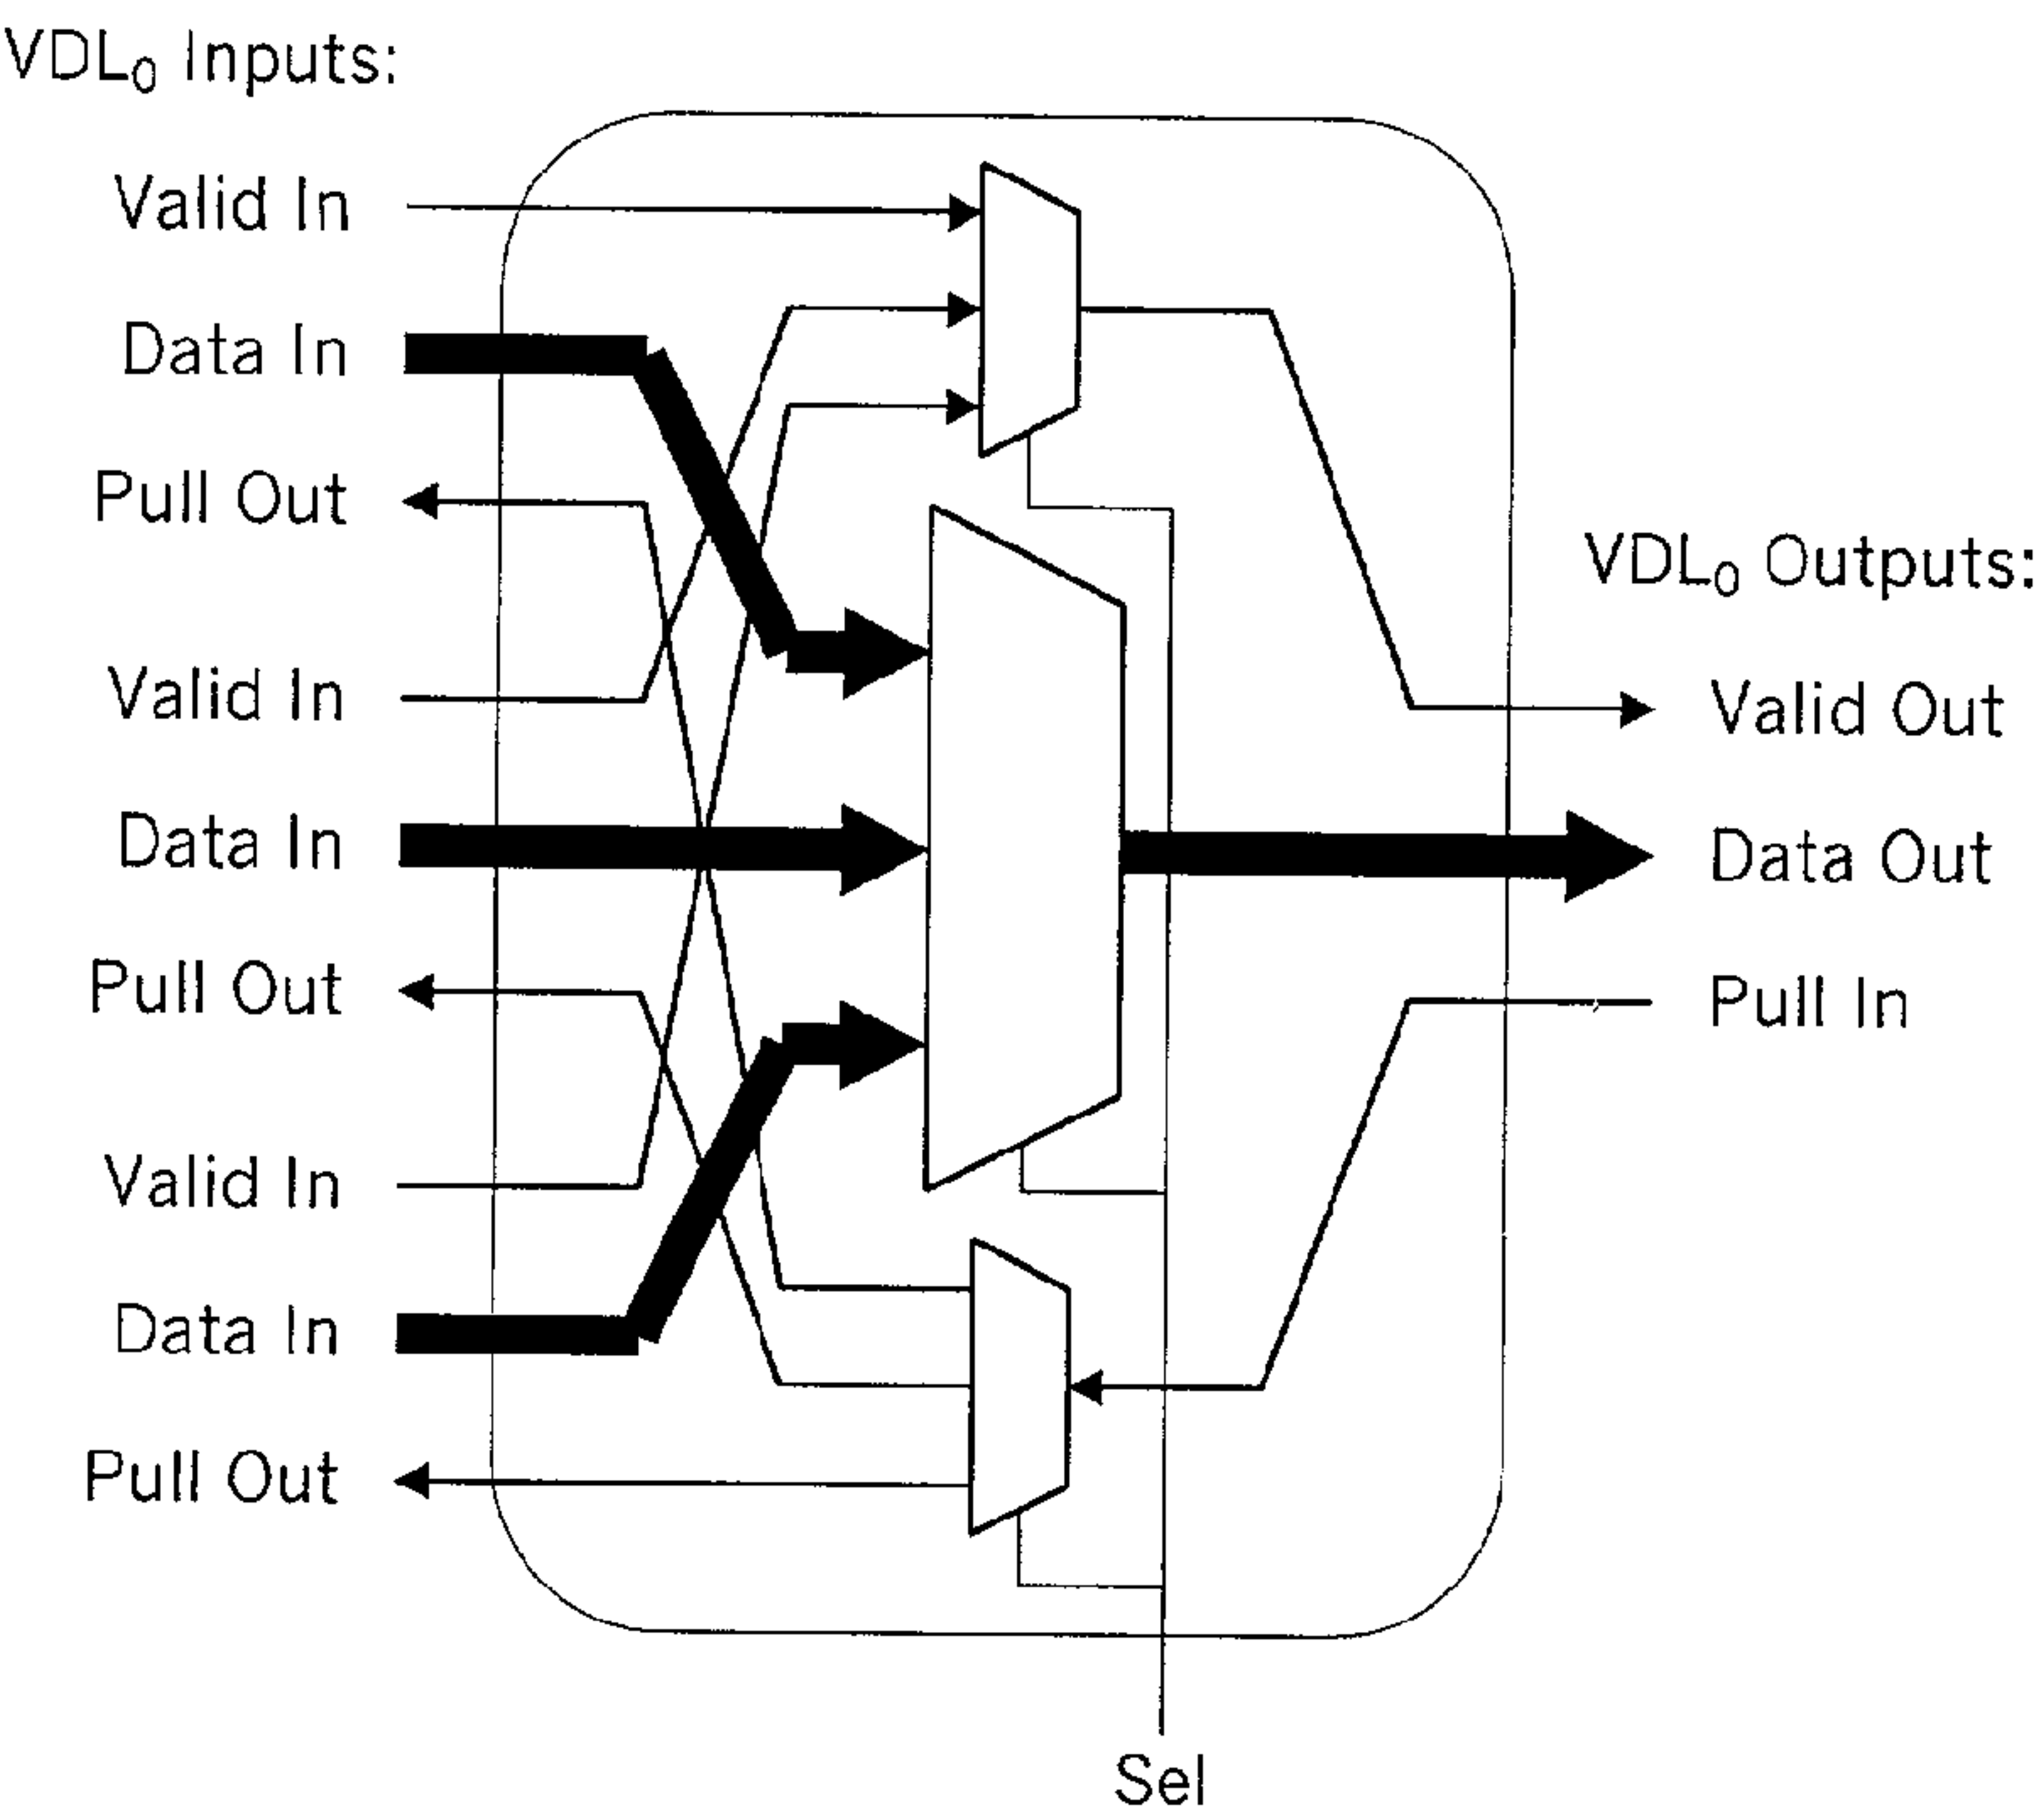 VDL₀ Inputs:
Valid In
Data In
Pull Out
Valid In
Data In
Pull Out
Valid In
Data In
Pull Out
VDL₀ Outputs:
Valid Out
Data Out
Pull In
Sel